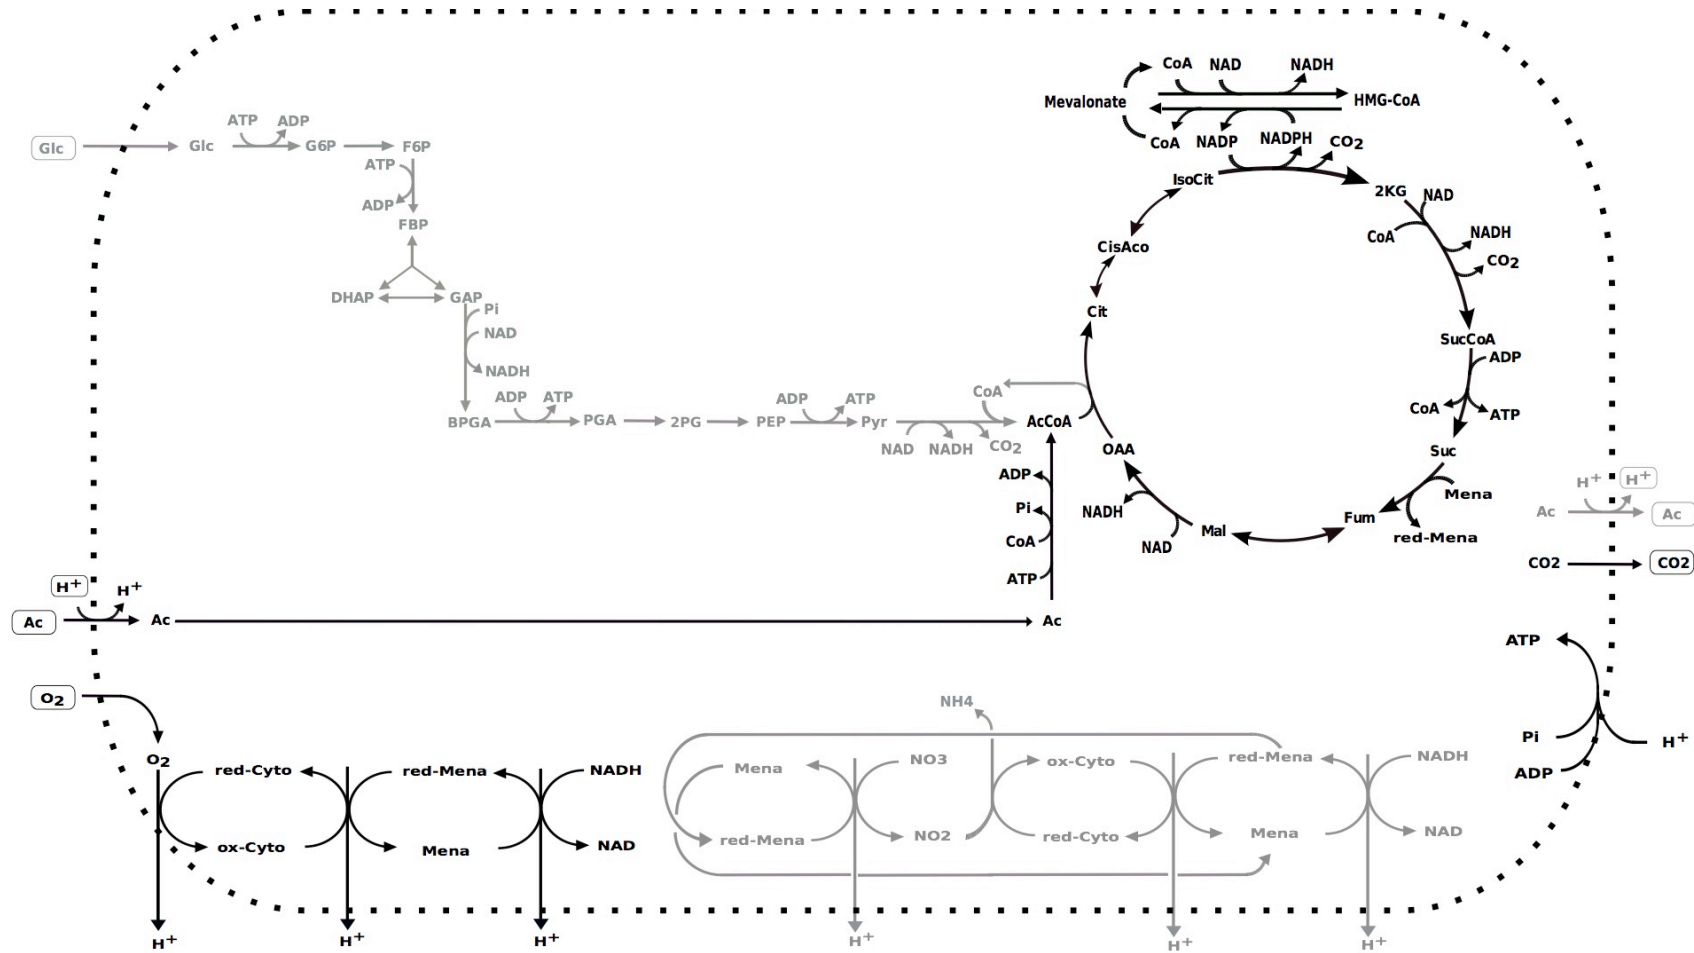 CoA NAD NADH
Mevalonate HMG-CoA
CoA NADP NADPH CO2
ATP ADP
Glc Glc G6P F6P
ATP
ADP
FBP
DHAP GAP
Pi
NAD
NADH
ADP ATP ADP ATP CoA
BPGA PGA 2PG PEP Pyr AcCoA
NAD NADH CO2
IsoCit 2KG NAD
CoA NADH
CO2
CisAco
Cit
SucCoA
ADP
CoA ATP
OAA Suc
Mena
NADH Fum red-Mena
Mal
NAD
ADP
Pi
CoA
ATP
H+ H+
Ac Ac
CO2 CO2
H+ H+
Ac Ac Ac
ATP
Pi H+
ADP
O2
O2
red-Cyto red-Mena NADH
ox-Cyto Mena NAD
H+ H+ H+
NH4
Mena NO3 ox-Cyto red-Mena NADH
red-Mena NO2 red-Cyto Mena NAD
H+ H+ H+